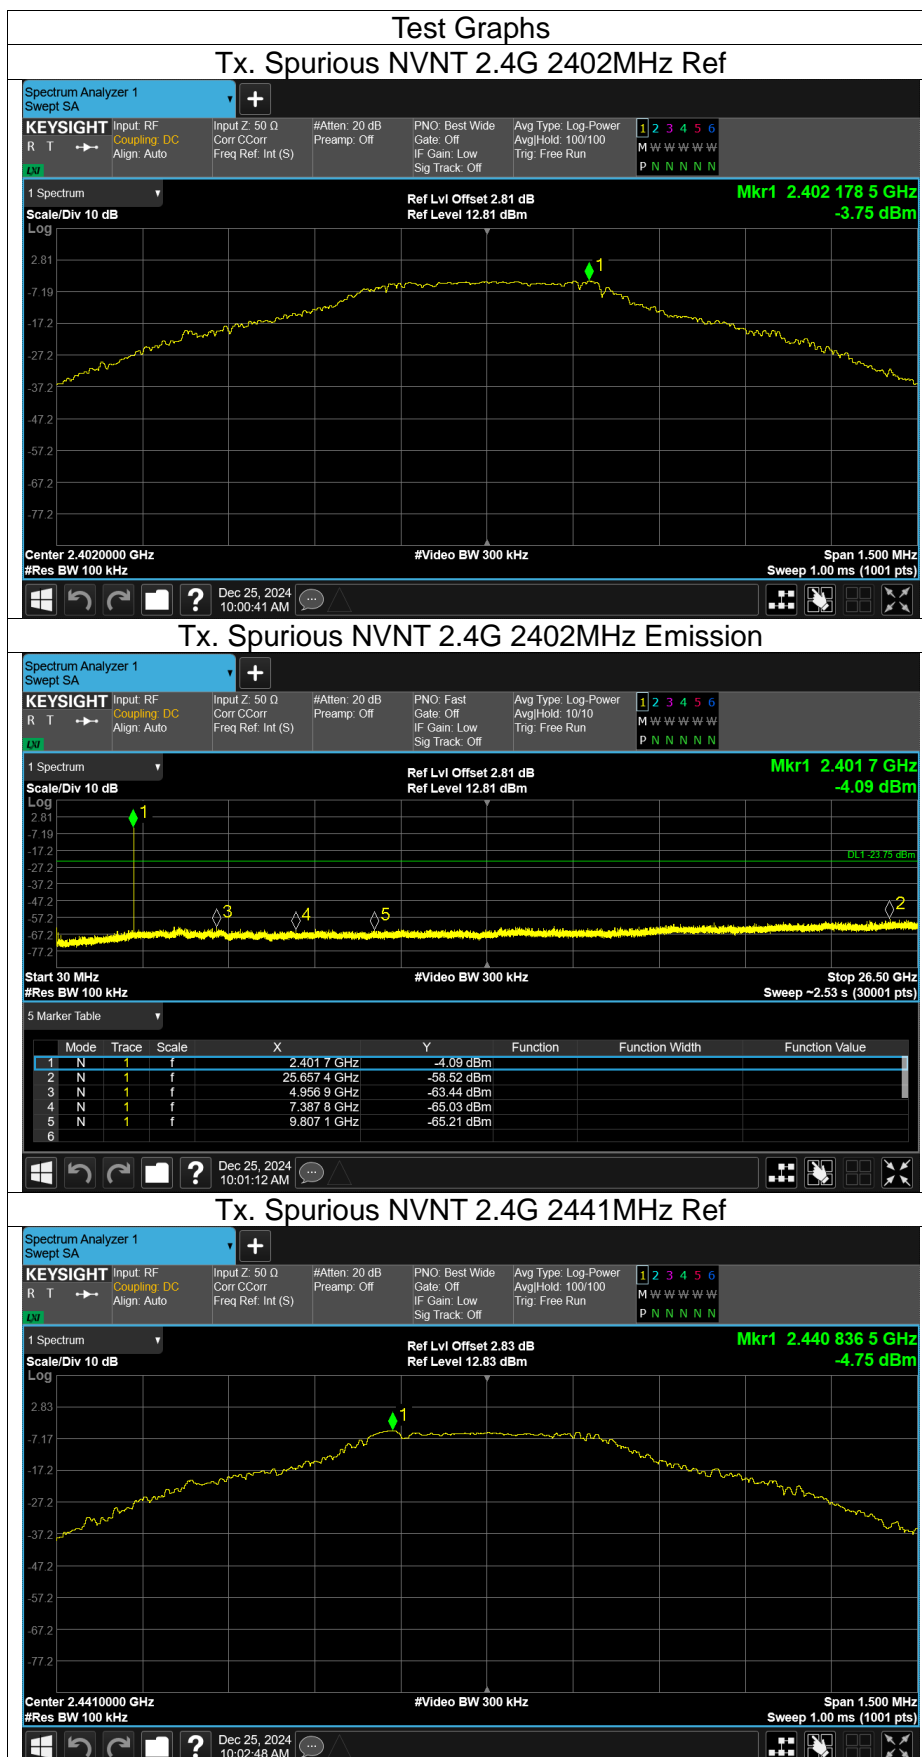 Test Graphs
Tx. Spurious NVNT 2.4G 2402MHz Ref
Spectrum Analyzer 1
Swept SA
KEYSIGHT Input: RF Input Z: 50 Ω #Atten: 20 dB PNO: Best Wide Avg Type: Log-Power 1 2 3 4 5 6
R T Coupling: DC Corr CCorr Preamp: Off Gate: Off Avg|Hold: 100/100 M W W W W W
Align: Auto Freq Ref: Int (S) IF Gain: Low Trig: Free Run
LXI Sig Track: Off P N N N N N
1 Spectrum Ref Lvl Offset 2.81 dB Mkr1 2.402 178 5 GHz
Scale/Div 10 dB Ref Level 12.81 dBm -3.75 dBm
Log
1
2.81
-7.19
-17.2
-27.2
-37.2
-47.2
-57.2
-67.2
-77.2
Center 2.4020000 GHz #Video BW 300 kHz Span 1.500 MHz
#Res BW 100 kHz Sweep 1.00 ms (1001 pts)
? Dec 25, 2024
10:00:41 AM
Tx. Spurious NVNT 2.4G 2402MHz Emission
Spectrum Analyzer 1
Swept SA
KEYSIGHT Input: RF Input Z: 50 Ω #Atten: 20 dB PNO: Fast Avg Type: Log-Power 1 2 3 4 5 6
R T Coupling: DC Corr CCorr Preamp: Off Gate: Off Avg|Hold: 10/10 M W W W W W
Align: Auto Freq Ref: Int (S) IF Gain: Low Trig: Free Run
LXI Sig Track: Off P N N N N N
1 Spectrum Ref Lvl Offset 2.81 dB Mkr1 2.401 7 GHz
Scale/Div 10 dB Ref Level 12.81 dBm -4.09 dBm
Log
2.81 1
-7.19
-17.2 DL1 -23.75 dBm
-27.2
-37.2
-47.2
-57.2 3 4 5 2
-67.2
-77.2
Start 30 MHz #Video BW 300 kHz Stop 26.50 GHz
#Res BW 100 kHz Sweep ~2.53 s (30001 pts)
5 Marker Table
Mode Trace Scale X Y Function Function Width Function Value
1 N 1 f 2.401 7 GHz -4.09 dBm
2 N 1 f 25.657 4 GHz -58.52 dBm
3 N 1 f 4.956 9 GHz -63.44 dBm
4 N 1 f 7.387 8 GHz -65.03 dBm
5 N 1 f 9.807 1 GHz -65.21 dBm
6
? Dec 25, 2024
10:01:12 AM
Tx. Spurious NVNT 2.4G 2441MHz Ref
Spectrum Analyzer 1
Swept SA
KEYSIGHT Input: RF Input Z: 50 Ω #Atten: 20 dB PNO: Best Wide Avg Type: Log-Power 1 2 3 4 5 6
R T Coupling: DC Corr CCorr Preamp: Off Gate: Off Avg|Hold: 100/100 M W W W W W
Align: Auto Freq Ref: Int (S) IF Gain: Low Trig: Free Run
LXI Sig Track: Off P N N N N N
1 Spectrum Ref Lvl Offset 2.83 dB Mkr1 2.440 836 5 GHz
Scale/Div 10 dB Ref Level 12.83 dBm -4.75 dBm
Log
2.83 1
-7.17
-17.2
-27.2
-37.2
-47.2
-57.2
-67.2
-77.2
Center 2.4410000 GHz #Video BW 300 kHz Span 1.500 MHz
#Res BW 100 kHz Sweep 1.00 ms (1001 pts)
? Dec 25, 2024
10:02:48 AM